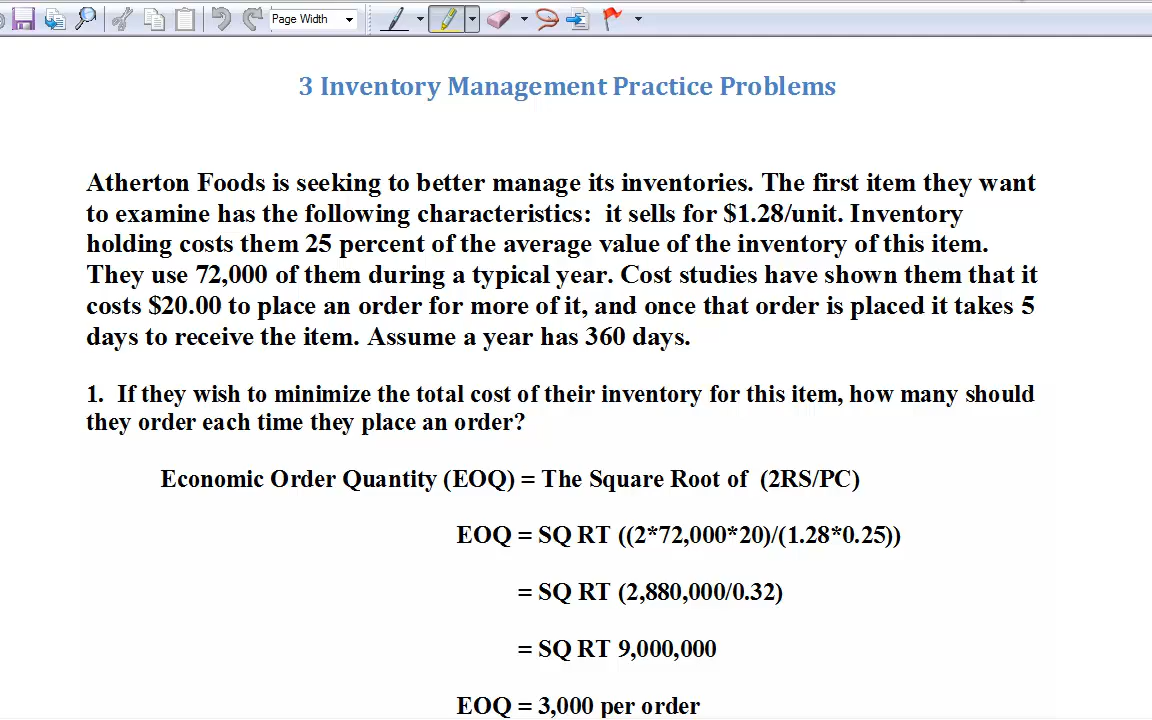 Page Width
3 Inventory Management Practice Problems
Atherton Foods is seeking to better manage its inventories. The first item they want
to examine has the following characteristics:  it sells for $1.28/unit. Inventory
holding costs them 25 percent of the average value of the inventory of this item.
They use 72,000 of them during a typical year. Cost studies have shown them that it
costs $20.00 to place an order for more of it, and once that order is placed it takes 5
days to receive the item. Assume a year has 360 days.
1.  If they wish to minimize the total cost of their inventory for this item, how many should
they order each time they place an order?
Economic Order Quantity (EOQ) = The Square Root of  (2RS/PC)
EOQ = SQ RT ((2*72,000*20)/(1.28*0.25))
= SQ RT (2,880,000/0.32)
= SQ RT 9,000,000
EOQ = 3,000 per order